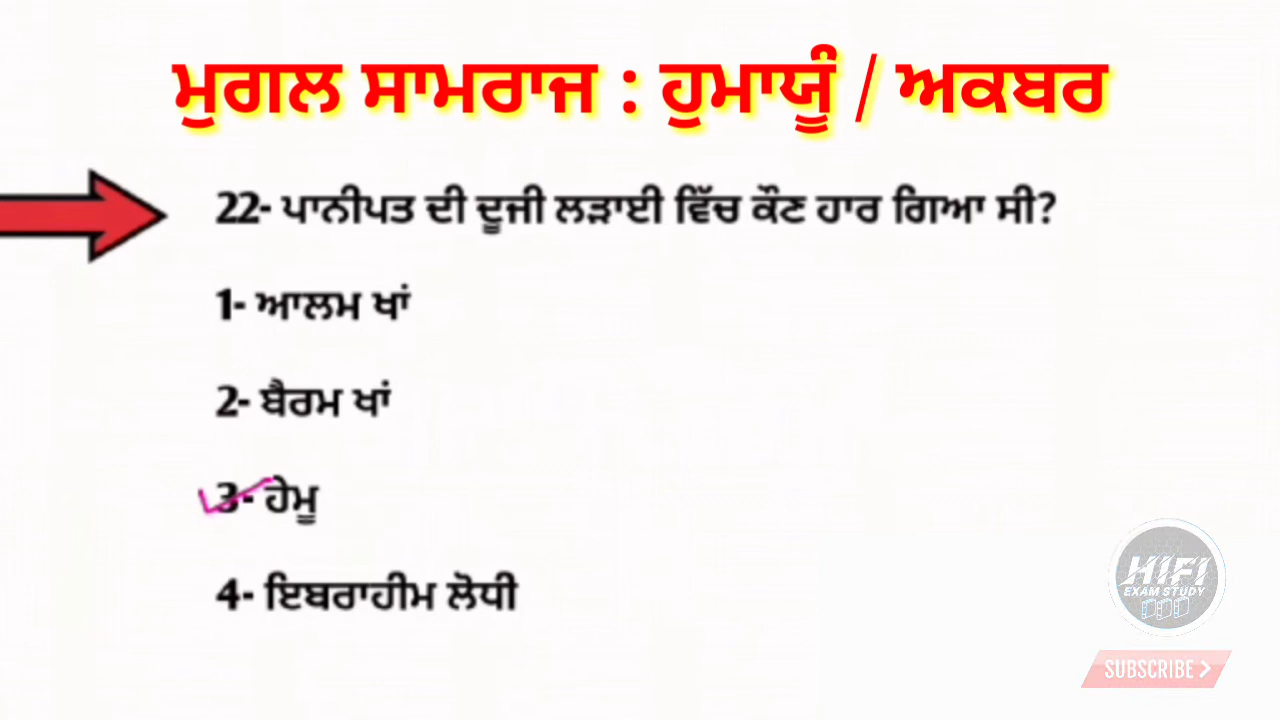 ਮੁਗਲ ਸਾਮਰਾਜ : ਹੁਮਾਯੂੰ / ਅਕਬਰ
22- ਪਾਨੀਪਤ ਦੀ ਦੂਜੀ ਲੜਾਈ ਵਿੱਚ ਕੌਣ ਹਾਰ ਗਿਆ ਸੀ?
1- ਆਲਮ ਖਾਂ
2- ਬੈਰਮ ਖਾਂ
3- ਹੇਮੂ
4- ਇਬਰਾਹੀਮ ਲੋਧੀ
HIFI
EXAM STUDY
SUBSCRIBE